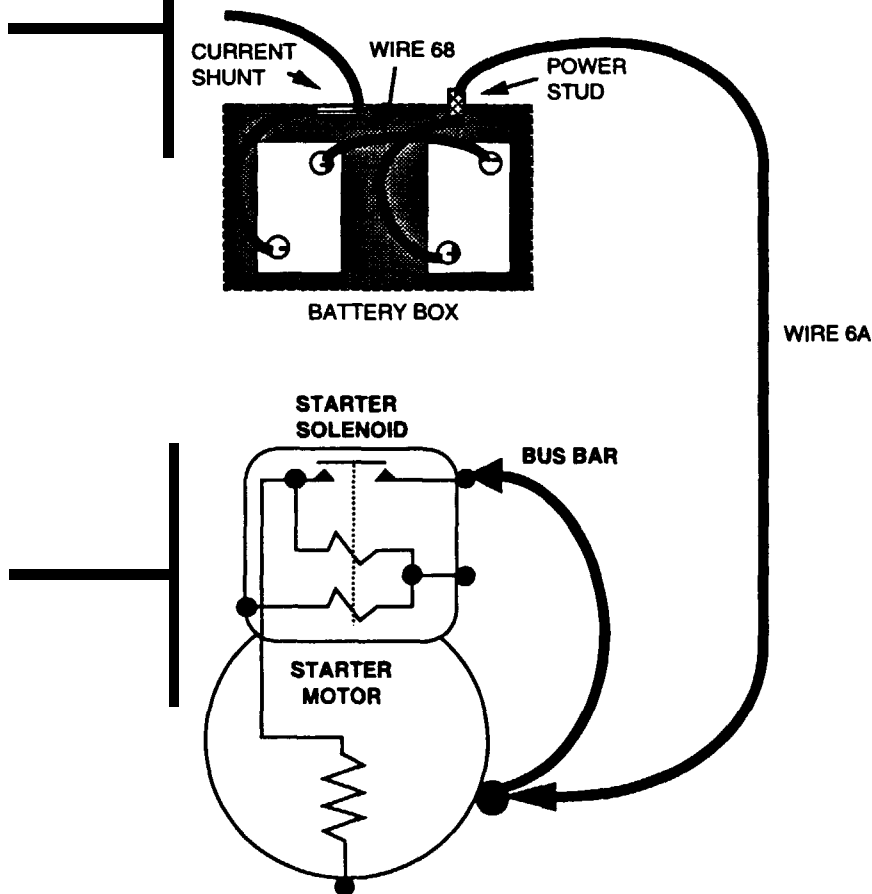 CURRENT
SHUNT
WIRE 68
POWER
STUD
BATTERY BOX
WIRE 6A
STARTER
SOLENOID
BUS BAR
STARTER
MOTOR